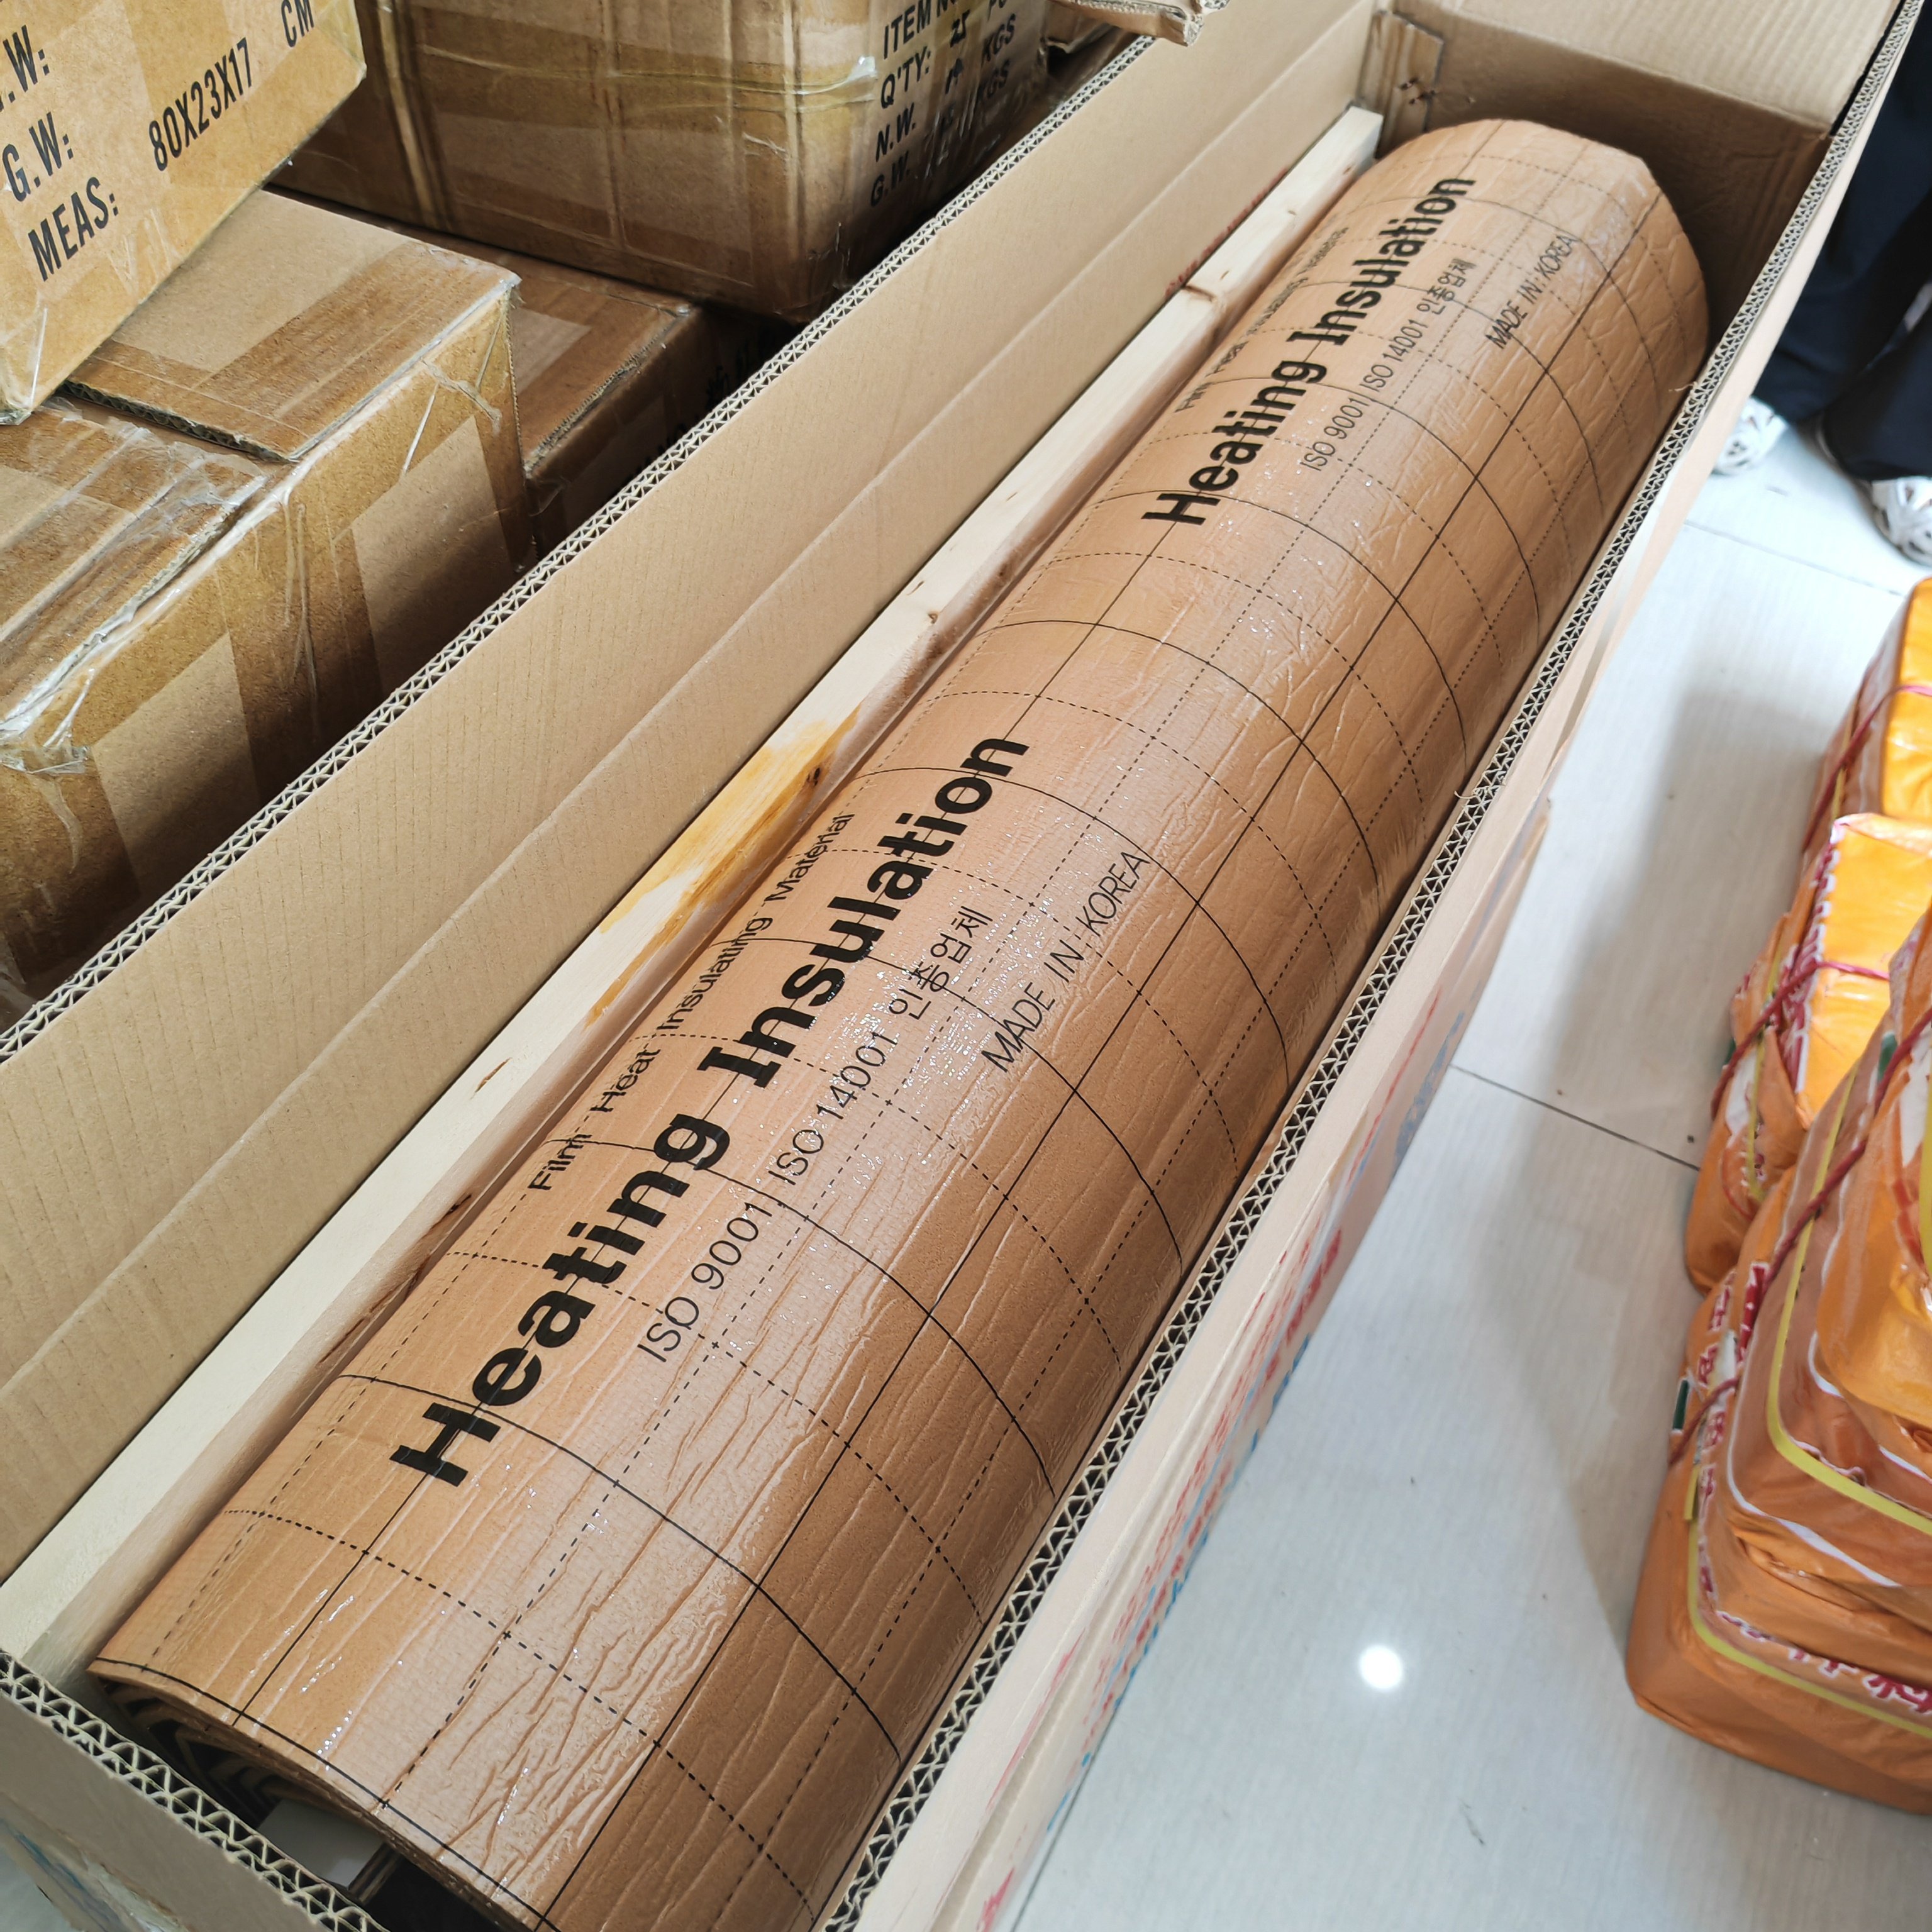 .W:
G.W:
MEAS: 80X23X17 CM
ITEM
Q'TY:
N.W. KGS
G.W. KGS
Film Heat Insulating Material
Heating Insulation
ISO 9001 ISO 14001 인증업체
MADE IN KOREA
Heating Insulation
ISO 9001 ISO 14001 인증업체
MADE IN KOREA